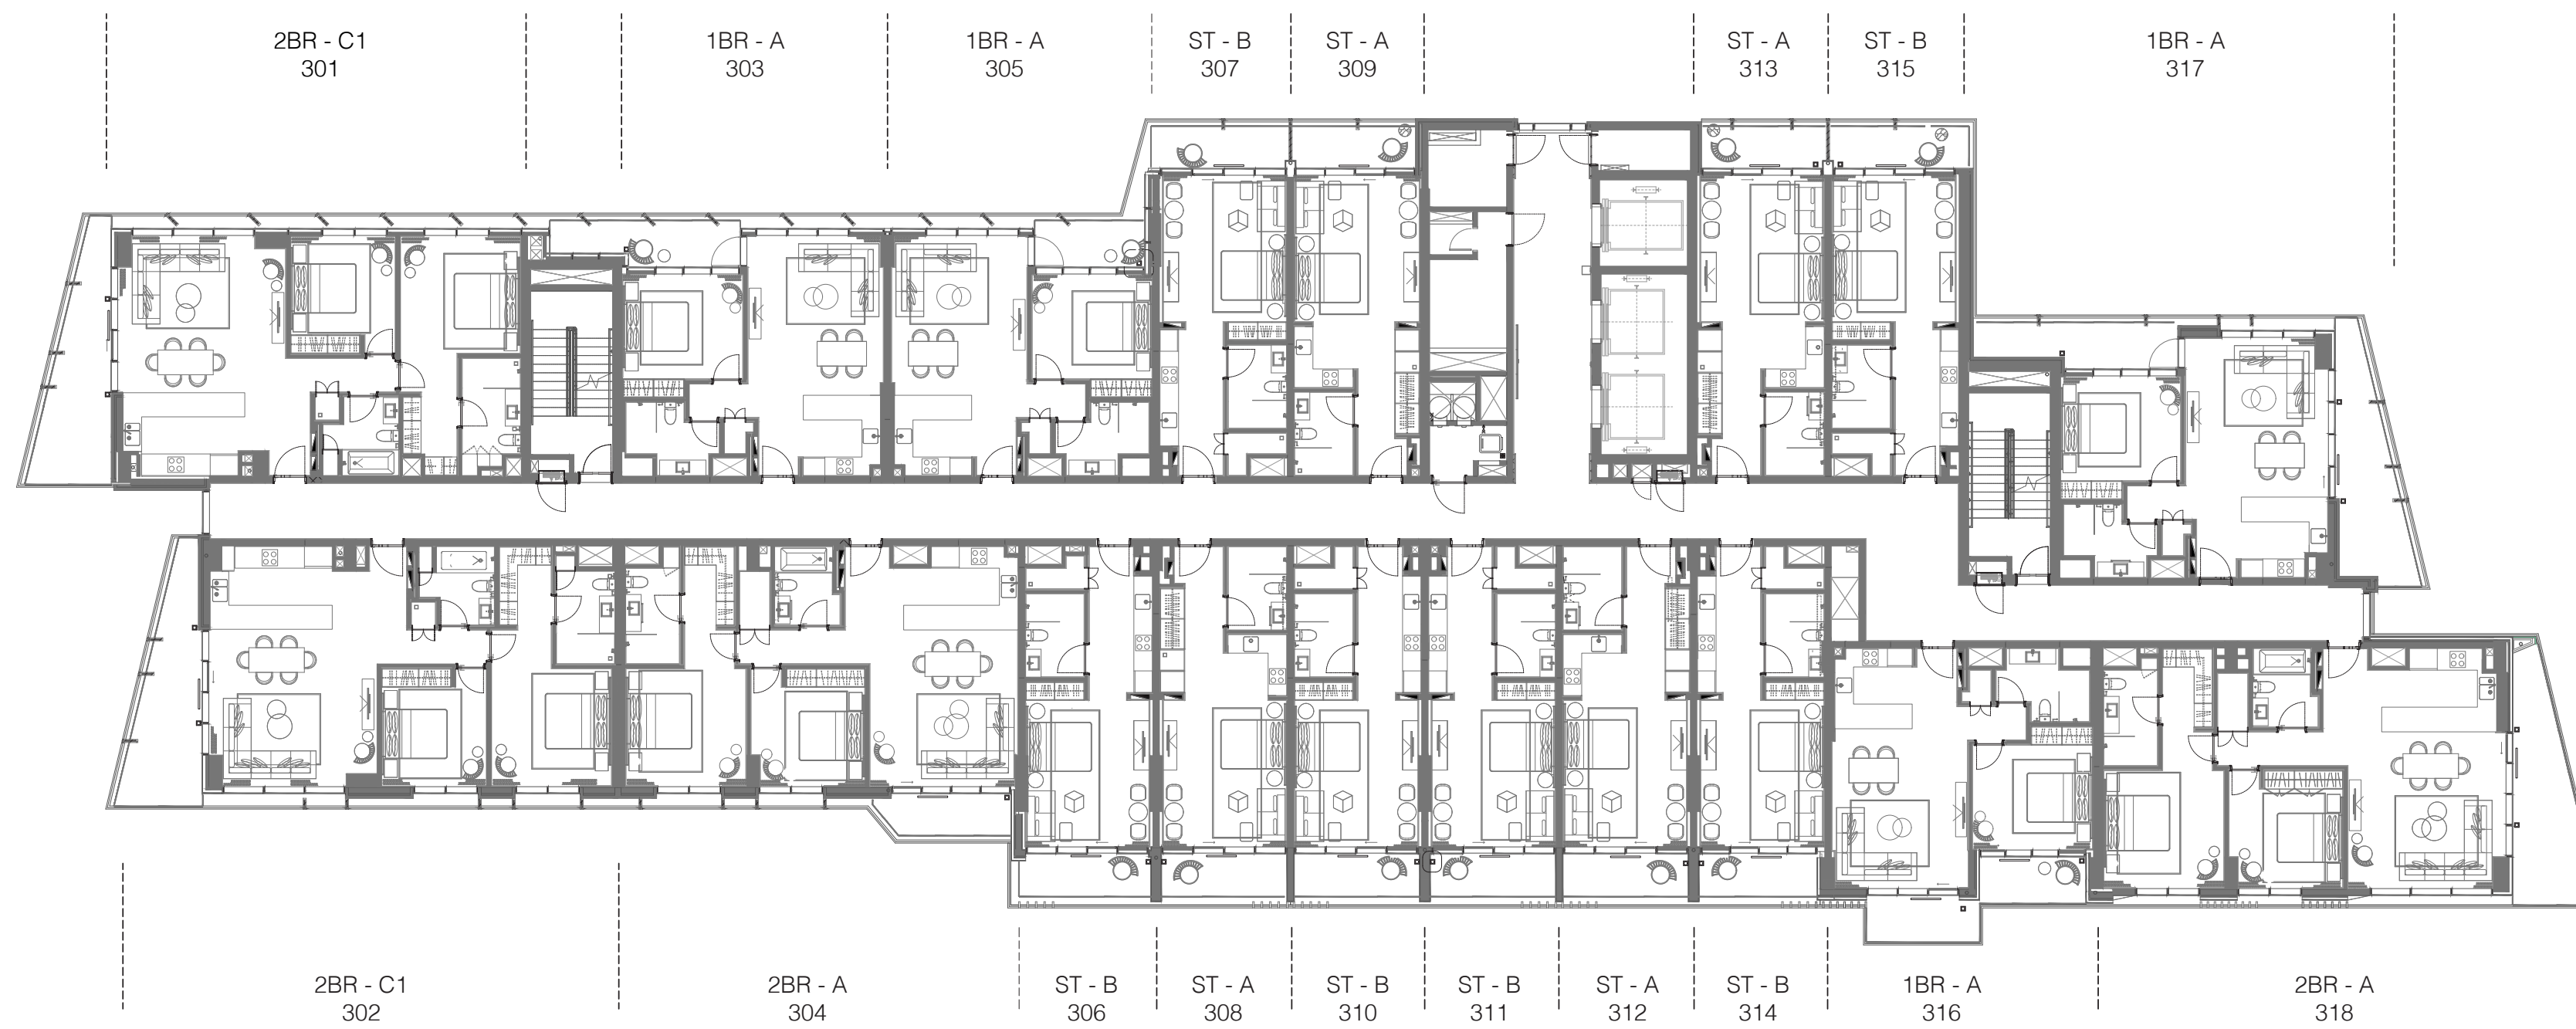 2BR - C1
301
1BR - A
303
1BR - A
305
ST - B
307
ST - A
309
ST - A
313
ST - B
315
1BR - A
317
2BR - C1
302
2BR - A
304
ST - B
306
ST - A
308
ST - B
310
ST - B
311
ST - A
312
ST - B
314
1BR - A
316
2BR - A
318